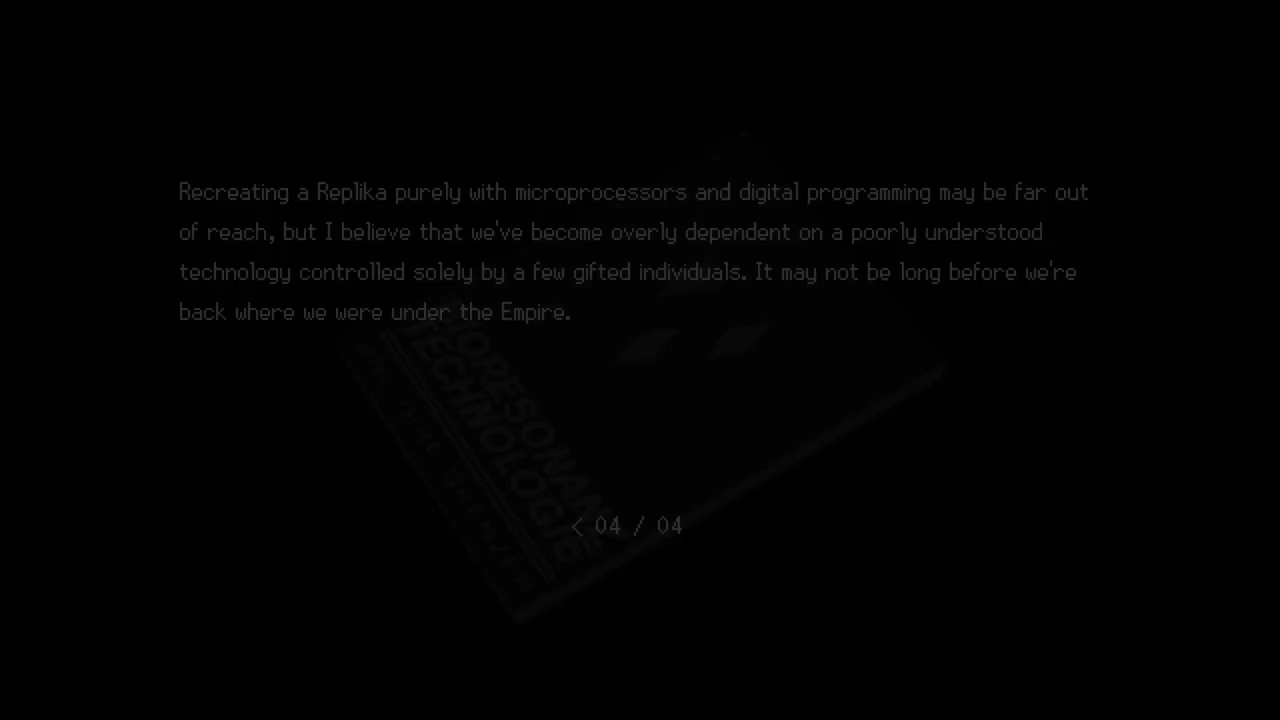 Recreating a Replika purely with microprocessors and digital programming may be far out
of reach, but I believe that we've become overly dependent on a poorly understood
technology controlled solely by a few gifted individuals. It may not be long before we're
back where we were under the Empire.
TECHNOLOGIE
< 04 / 04